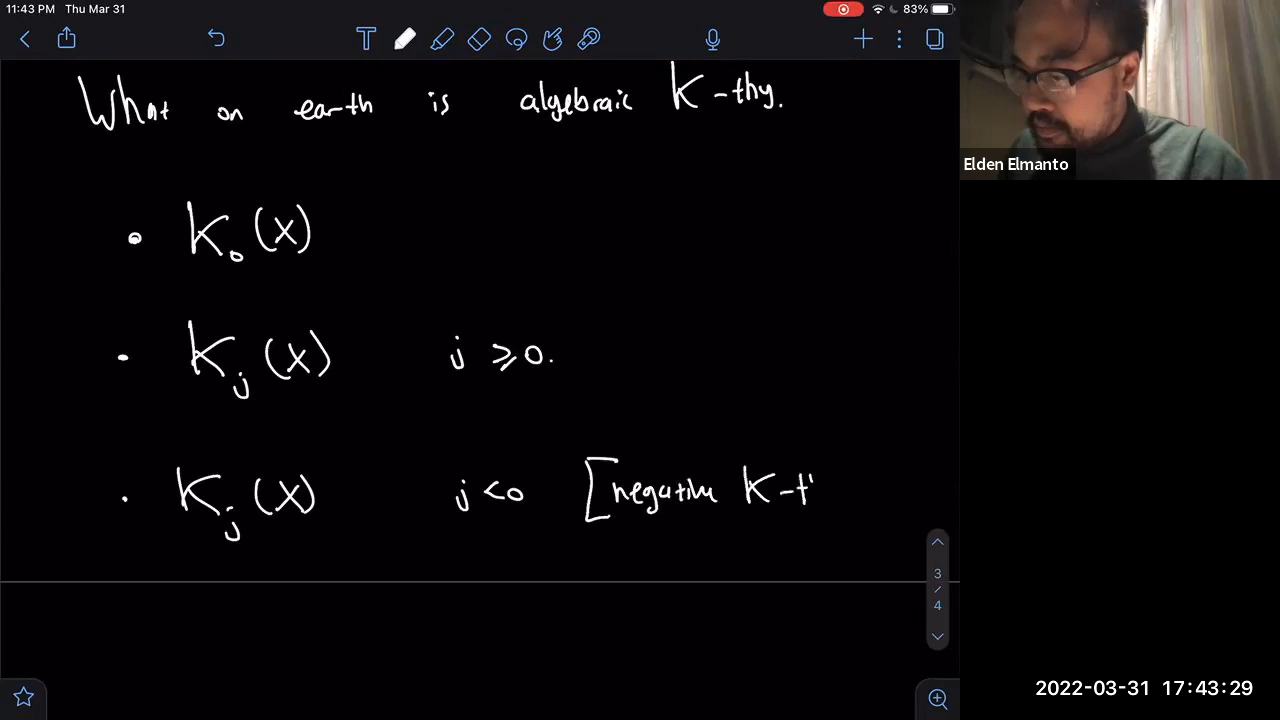 11:43 PM Thu Mar 31
83%
What on earth is algebraic K-thy.
Elden Elmanto
• K₀(X)
• Kⱼ(X) j ⩾ 0.
• Kⱼ(X) j < 0 [negative K-t'
3
/
4
2022-03-31 17:43:29